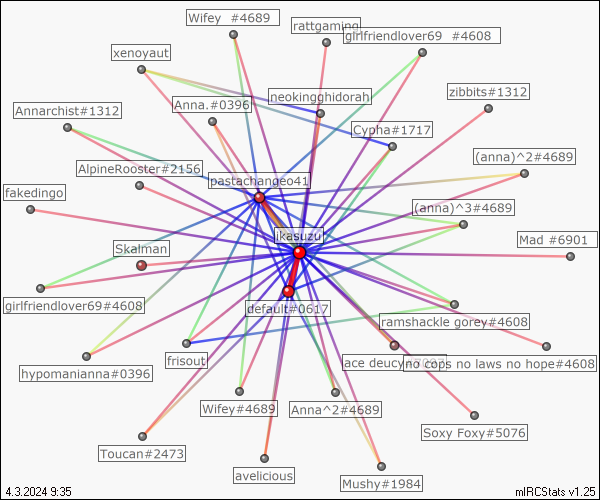 Wifey #4689
rattgaming
girlfriendlover69 #4608
xenoyaut
zibbits#1312
neokingghidorah
Anna.#0396
Annarchist#1312
Cypha#1717
(anna)^2#4689
AlpineRooster#2156
pastachangeo41
fakedingo
(anna)^3#4689
ikasuzu
Mad #6901
Skalman
girlfriendlover69#4608
default#0617
ramshackle gorey#4608
frisout
ace deucy
no cops no laws no hope#4608
hypomanianna#0396
Wifey#4689
Anna^2#4689
Soxy Foxy#5076
Toucan#2473
avelicious
Mushy#1984
4.3.2024 9:35
mIRCStats v1.25